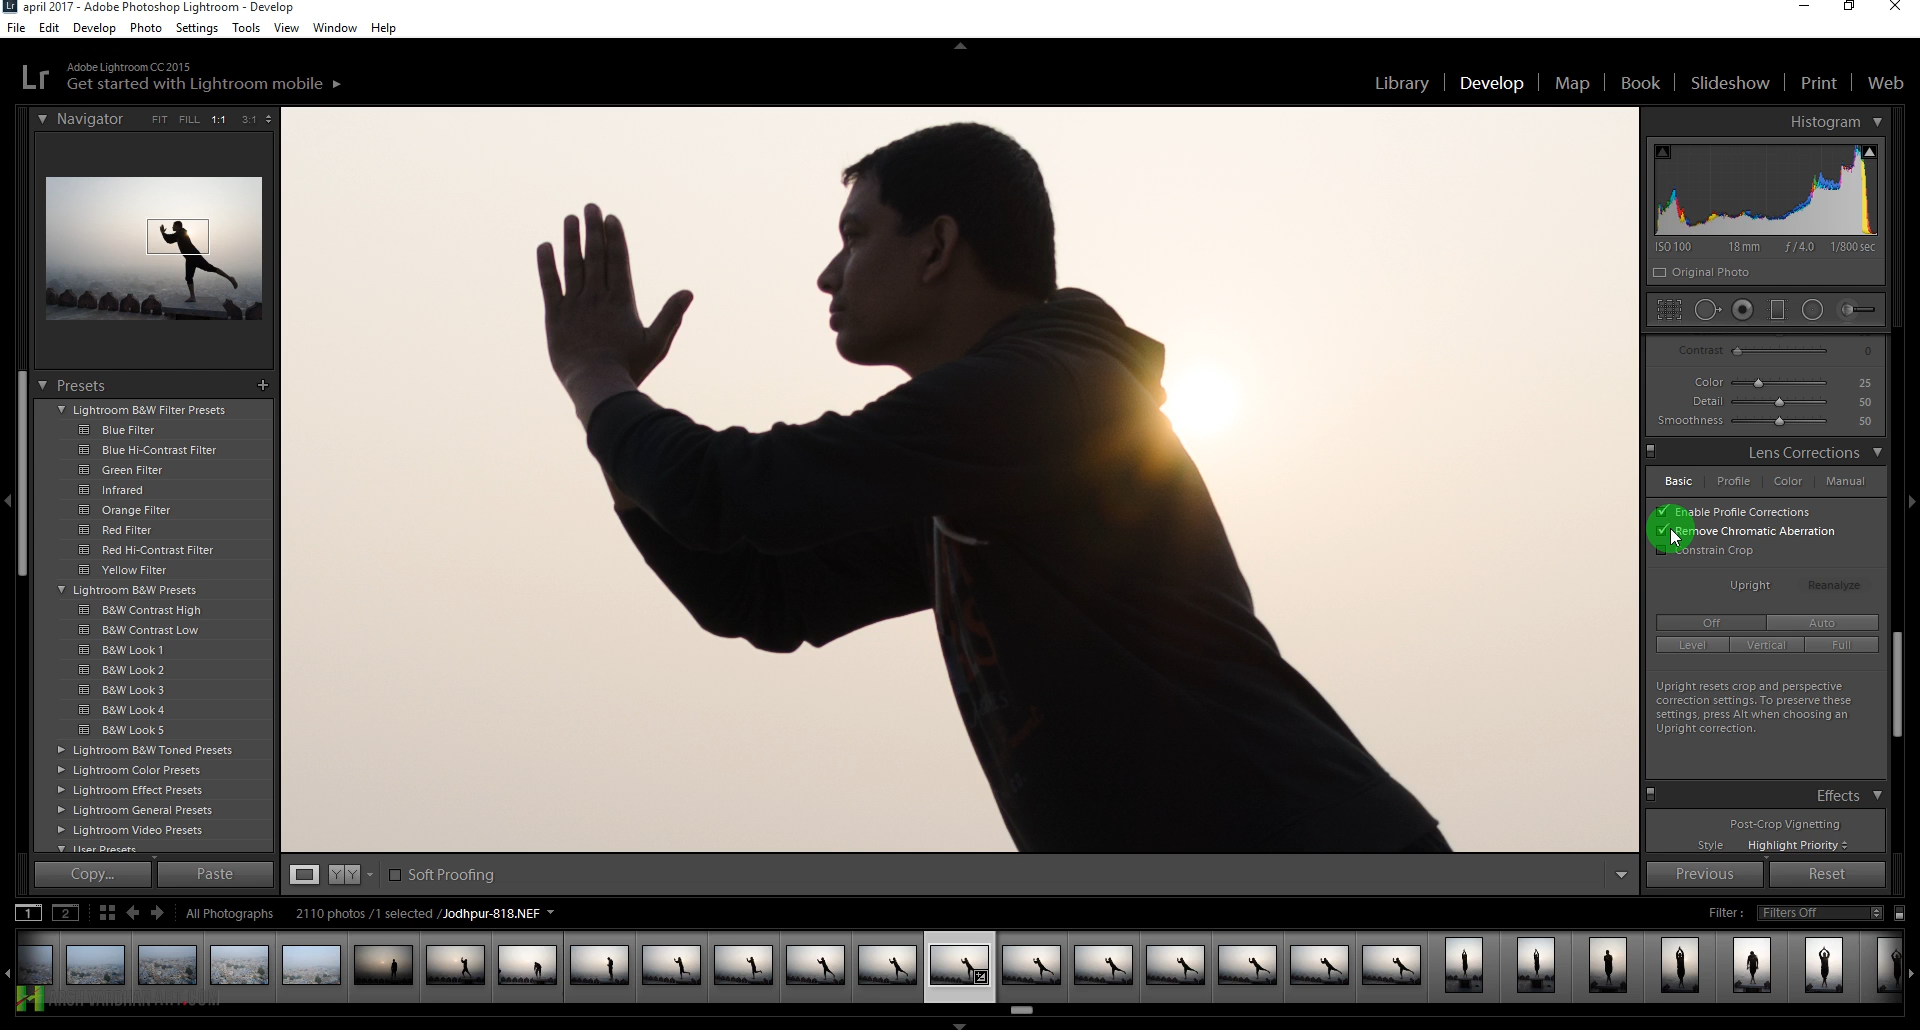 Lr april 2017 - Adobe Photoshop Lightroom - Develop
File Edit Develop Photo Settings Tools View Window Help
Lr
Adobe Lightroom CC 2015
Get started with Lightroom mobile
Library Develop Map Book Slideshow Print Web
Navigator FIT FILL 1:1 3:1
Histogram
ISO 100 18 mm ƒ / 4.0 1/800 sec
Original Photo
Contrast 0
Color 25
Detail 50
Smoothness 50
Lens Corrections
Basic Profile Color Manual
Enable Profile Corrections
Remove Chromatic Aberration
Constrain Crop
Upright Reanalyze
Off Auto
Level Vertical Full
Upright resets crop and perspective
correction settings. To preserve these
settings, press Alt when choosing an
Upright correction.
Effects
Post-Crop Vignetting
Style Highlight Priority
Previous Reset
Presets
Lightroom B&W Filter Presets
Blue Filter
Blue Hi-Contrast Filter
Green Filter
Infrared
Orange Filter
Red Filter
Red Hi-Contrast Filter
Yellow Filter
Lightroom B&W Presets
B&W Contrast High
B&W Contrast Low
B&W Look 1
B&W Look 2
B&W Look 3
B&W Look 4
B&W Look 5
Lightroom B&W Toned Presets
Lightroom Color Presets
Lightroom Effect Presets
Lightroom General Presets
Lightroom Video Presets
User Presets
Copy... Paste
YY Soft Proofing
1 2 All Photographs 2110 photos /1 selected /Jodhpur-818.NEF
Filter : Filters Off